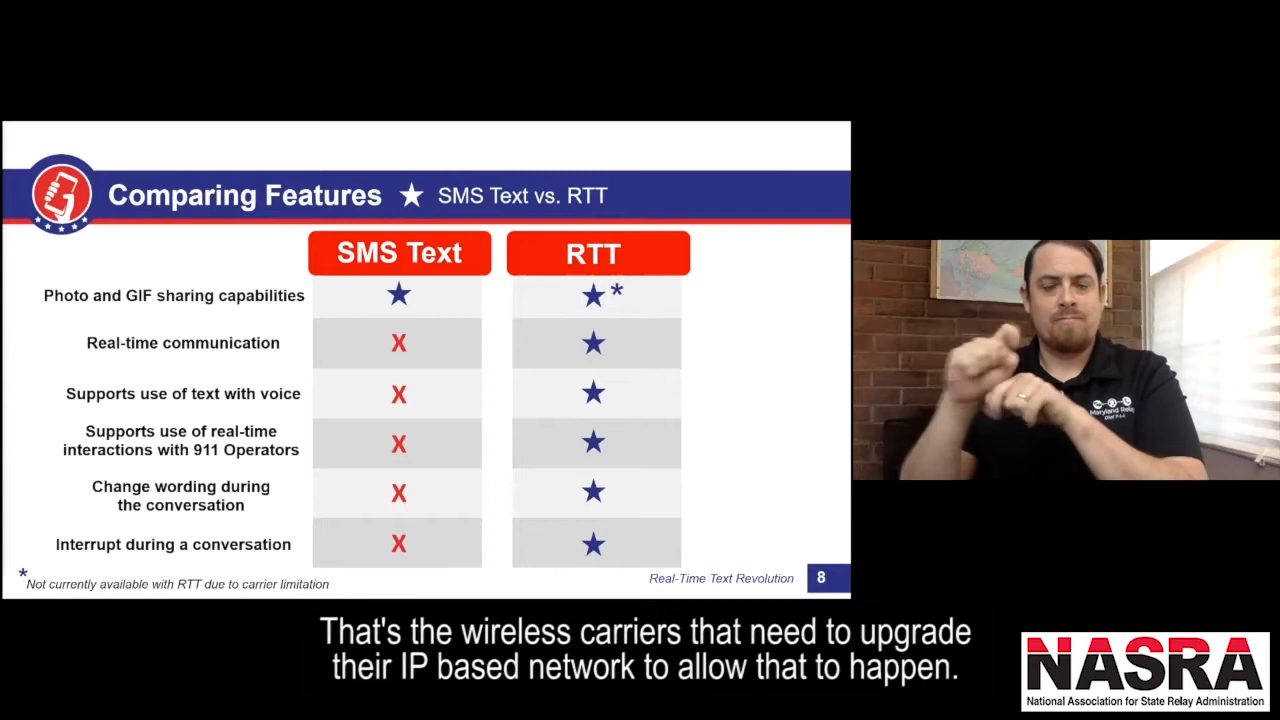 Comparing Features ★ SMS Text vs. RTT
SMS Text RTT
Photo and GIF sharing capabilities ★ ★*
Real-time communication X ★
Supports use of text with voice X ★
Supports use of real-time
interactions with 911 Operators X ★
Change wording during
the conversation X ★
Interrupt during a conversation X ★
*Not currently available with RTT due to carrier limitation
Real-Time Text Revolution 8
Maryland Relay
That's the wireless carriers that need to upgrade
their IP based network to allow that to happen.
NASRA
National Association for State Relay Administration